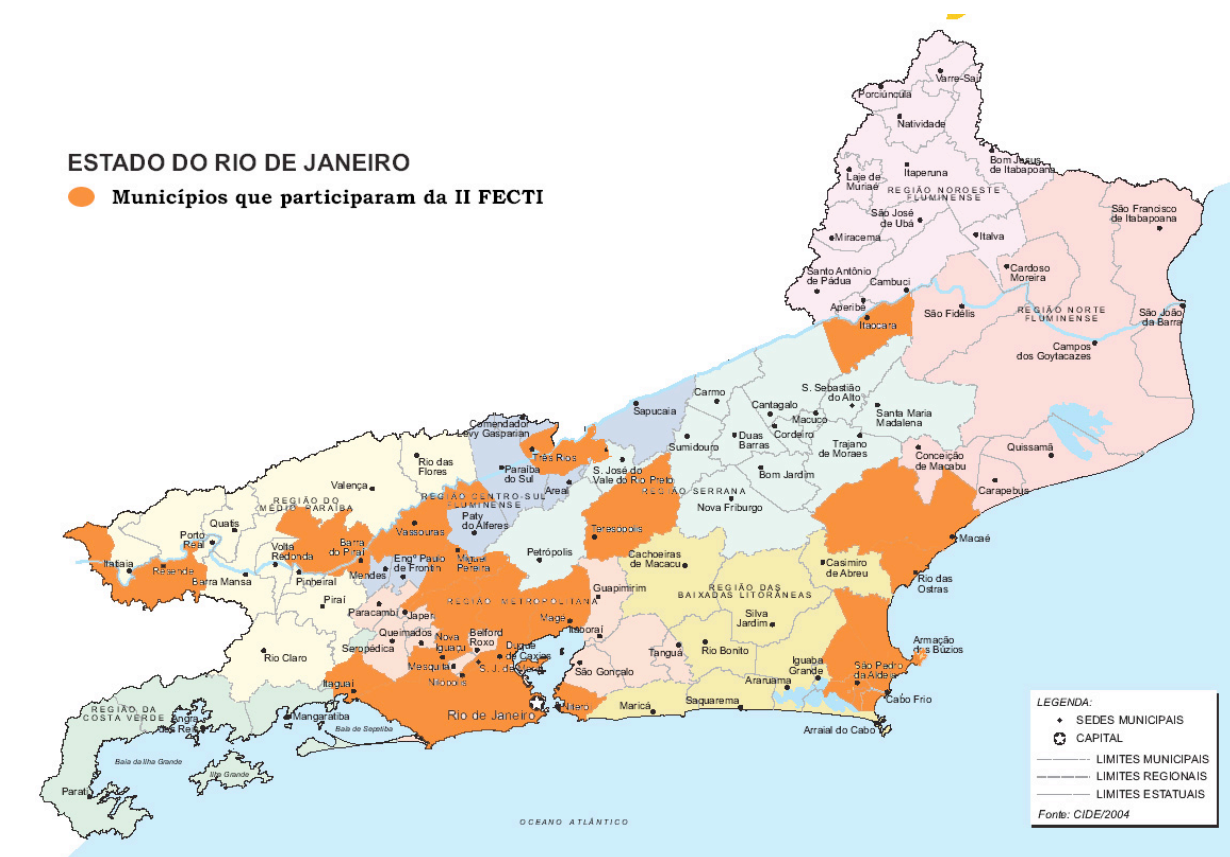 ESTADO DO RIO DE JANEIRO
Municípios que participaram da II FECTI
Varre-Sai
Porciúncula
Natividade
Bom Jesus
de Itabapoana
Itaperuna
Laje de
Muriaé
REGIÃO NOROESTE
FLUMINENSE
São José
de Ubá
São Francisco
de Itabapoana
Miracema
Italva
Santo Antônio
de Pádua
Cambuci
Cardoso
Moreira
Aperibé
Itaocara
São Fidélis
REGIÃO NORTE
FLUMINENSE
São João
da Barra
Campos
dos Goytacazes
Sapucaia
Carmo
S. Sebastião
do Alto
Cantagalo
Macuco
Santa Maria
Madalena
Comendador
Levy Gasparian
Sumidouro
Duas
Barras
Cordeiro
Trajano
de Moraes
Conceição
de Macabu
Quissamã
Carapebus
Três Rios
Rio das
Flores
Paraíba
do Sul
S. José do
Vale do Rio Preto
Bom Jardim
Valença
Areal
REGIÃO SERRANA
REGIÃO CENTRO-SUL
FLUMINENSE
REGIÃO DO
MÉDIO PARAÍBA
Nova Friburgo
Paty
do Alferes
Teresópolis
Quatis
Vassouras
Porto
Real
Volta
Redonda
Barra
do Piraí
Macaé
Petrópolis
Cachoeiras
de Macacu
Engº Paulo
de Frontin
Miguel
Pereira
Itatiaia
Resende
Barra Mansa
Pinheiral
Mendes
Casimiro
de Abreu
Rio das
Ostras
Guapimirim
REGIÃO DAS
BAIXADAS LITORÂNEAS
Piraí
REGIÃO METROPOLITANA
Paracambi
Japeri
Magé
Silva
Jardim
Itaboraí
Queimados
Seropédica
Nova
Iguaçu
Belford
Roxo
Duque
de Caxias
Armação
dos Búzios
Tanguá
Rio Bonito
Rio Claro
Mesquita
S. J. de Meriti
Nilópolis
São Gonçalo
Iguaba
Grande
São Pedro
da Aldeia
Itaguaí
Araruama
Cabo Frio
Saquarema
Maricá
Niterói
Rio de Janeiro
REGIÃO DA
COSTA VERDE
Angra
dos Reis
Mangaratiba
Baía de Sepetiba
Arraial do Cabo
Baía da Ilha Grande
Ilha Grande
Parati
OCEANO ATLÂNTICO
LEGENDA:
SEDES MUNICIPAIS
CAPITAL
LIMITES MUNICIPAIS
LIMITES REGIONAIS
LIMITES ESTATUAIS
Fonte: CIDE/2004